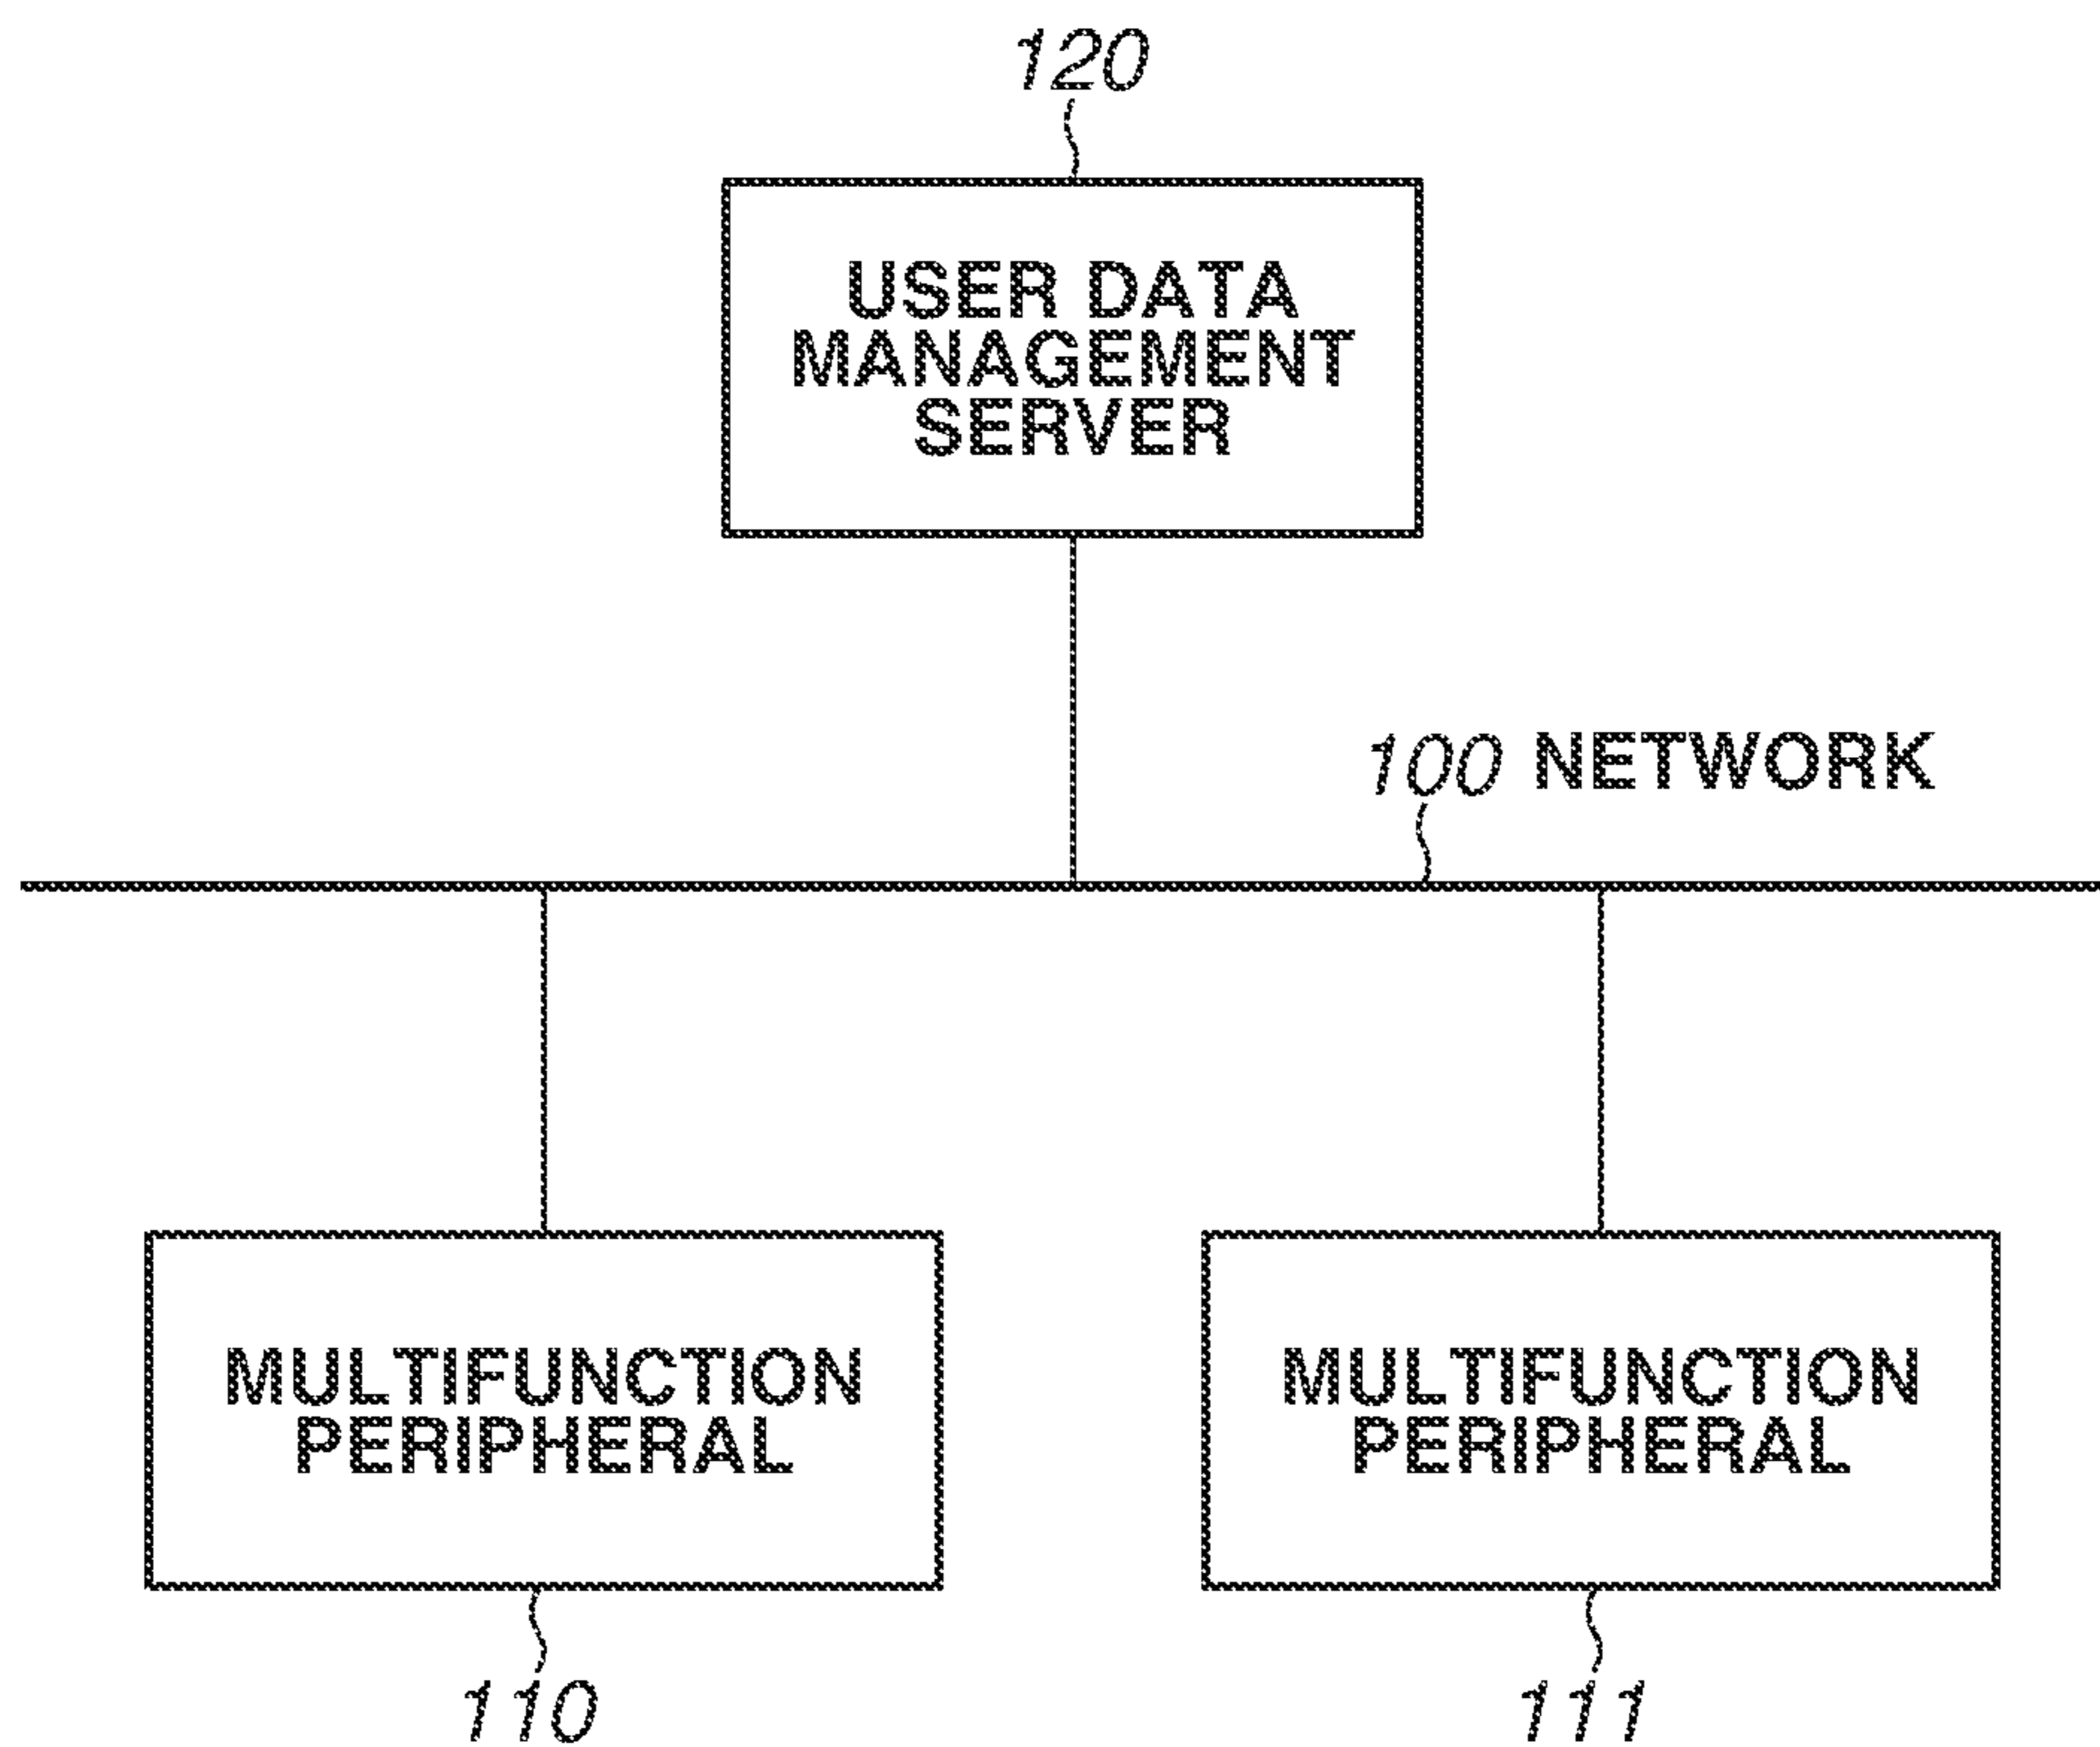 120
USER DATA
MANAGEMENT
SERVER
100 NETWORK
MULTIFUNCTION
PERIPHERAL
MULTIFUNCTION
PERIPHERAL
110
111